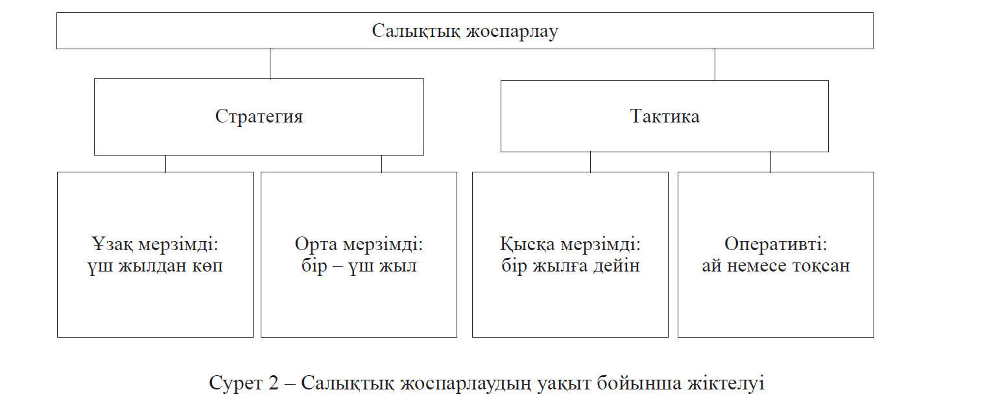 Салықтық жоспарлау
Стратегия
Тактика
Ұзақ мерзімді:
үш жылдан көп
Орта мерзімді:
бір – үш жыл
Қысқа мерзімді:
бір жылға дейін
Оперативті:
ай немесе тоқсан
Сурет 2 – Салықтық жоспарлаудың уақыт бойынша жіктелуі